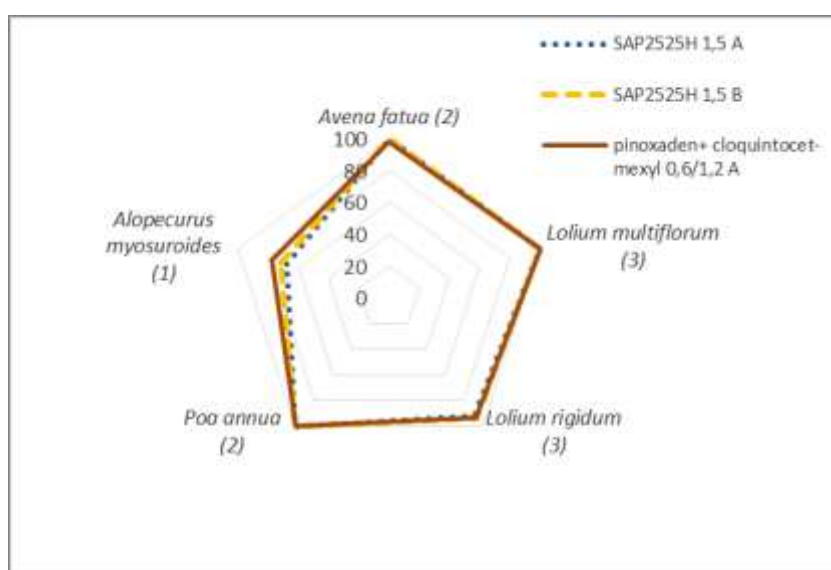 SAP2525H 1,5 A
SAP2525H 1,5 B
pinoxaden+ cloquintocet-
mexyl 0,6/1,2 A
Avena fatua (2)
100
80
60
40
20
0
Lolium multiflorum
(3)
Lolium rigidum
(3)
Poa annua
(2)
Alopecurus
myosuroides
(1)